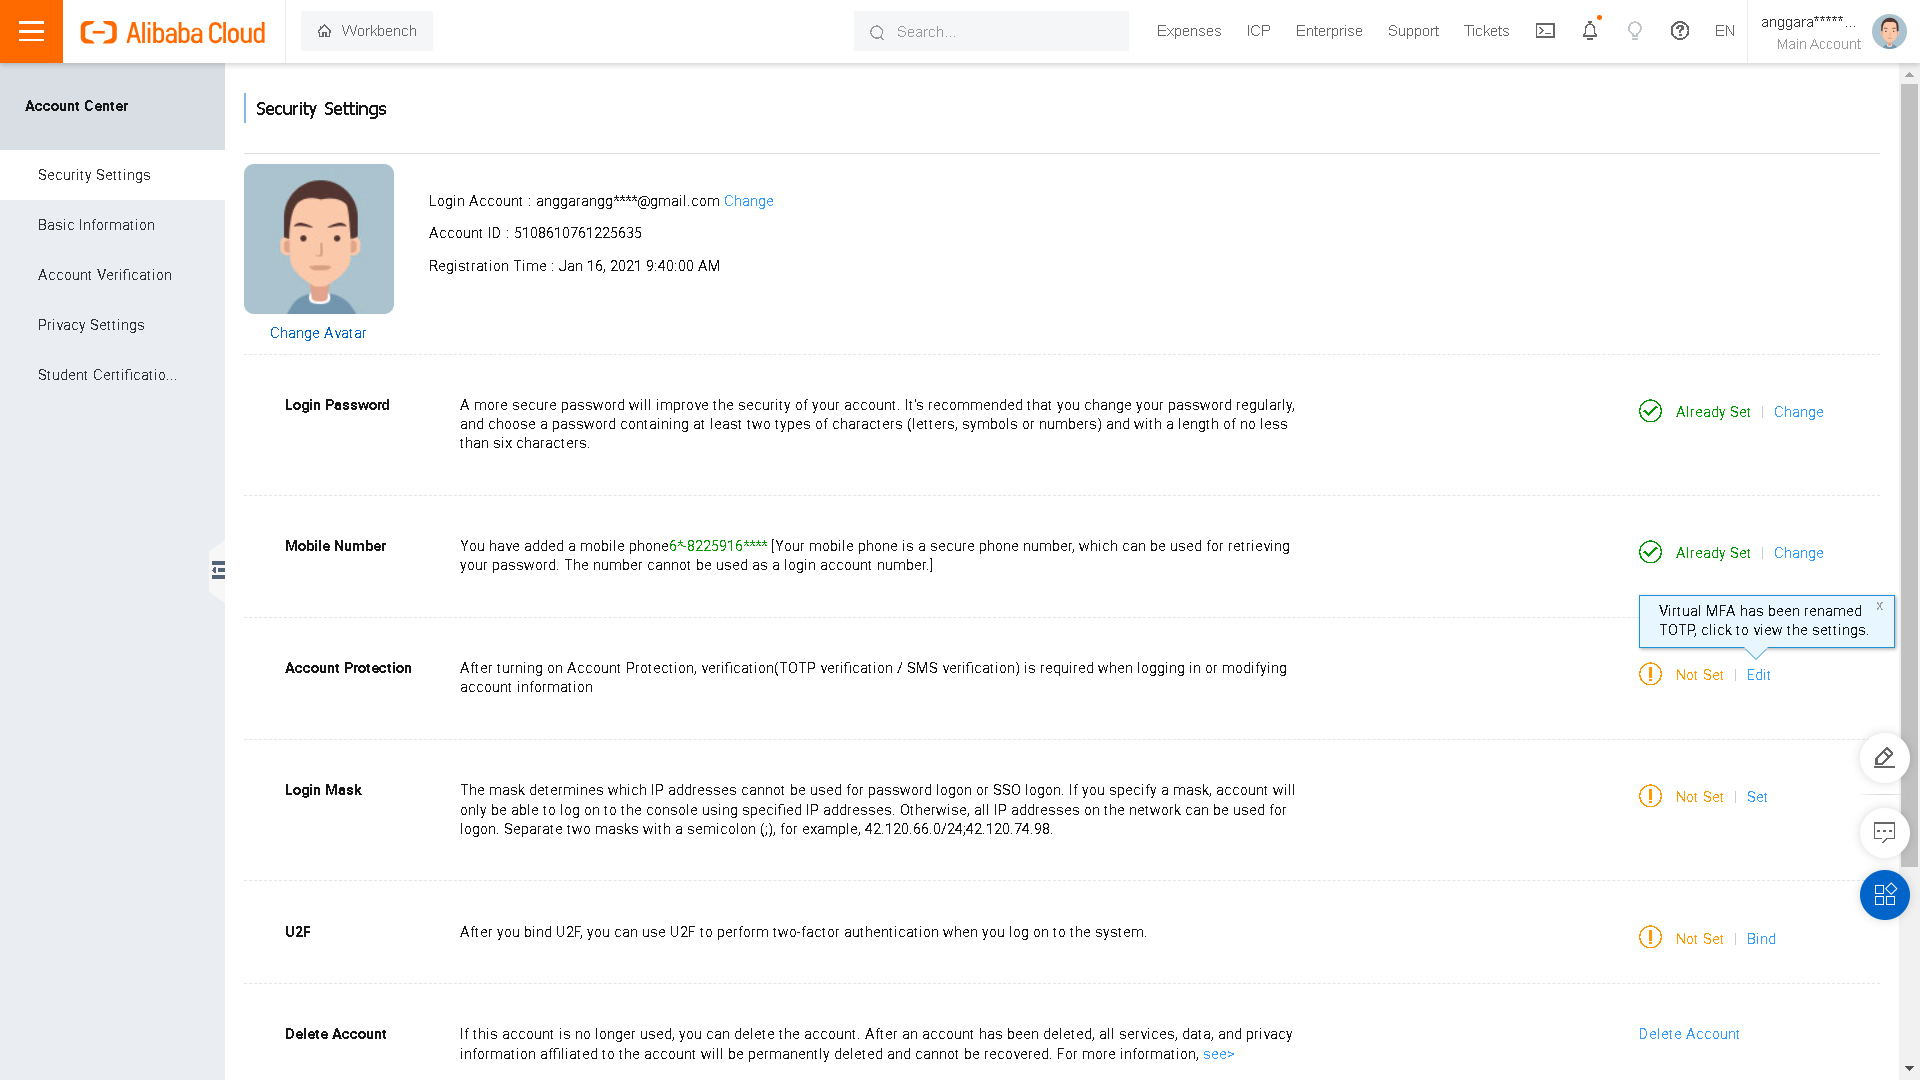 Alibaba Cloud
Workbench
Search...
Expenses
ICP
Enterprise
Support
Tickets
EN
anggara*****...
Main Account
Account Center
Security Settings
Basic Information
Account Verification
Privacy Settings
Student Certificatio...
Security Settings
Login Account : anggarangg****@gmail.com Change
Account ID : 5108610761225635
Registration Time : Jan 16, 2021 9:40:00 AM
Change Avatar
Login Password
A more secure password will improve the security of your account. It's recommended that you change your password regularly,
and choose a password containing at least two types of characters (letters, symbols or numbers) and with a length of no less
than six characters.
Already Set | Change
Mobile Number
You have added a mobile phone6*-8225916**** [Your mobile phone is a secure phone number, which can be used for retrieving
your password. The number cannot be used as a login account number.]
Already Set | Change
Virtual MFA has been renamed x
TOTP, click to view the settings.
Account Protection
After turning on Account Protection, verification(TOTP verification / SMS verification) is required when logging in or modifying
account information
Not Set | Edit
Login Mask
The mask determines which IP addresses cannot be used for password logon or SSO logon. If you specify a mask, account will
only be able to log on to the console using specified IP addresses. Otherwise, all IP addresses on the network can be used for
logon. Separate two masks with a semicolon (;), for example, 42.120.66.0/24;42.120.74.98.
Not Set | Set
U2F
After you bind U2F, you can use U2F to perform two-factor authentication when you log on to the system.
Not Set | Bind
Delete Account
If this account is no longer used, you can delete the account. After an account has been deleted, all services, data, and privacy
information affiliated to the account will be permanently deleted and cannot be recovered. For more information, see>
Delete Account